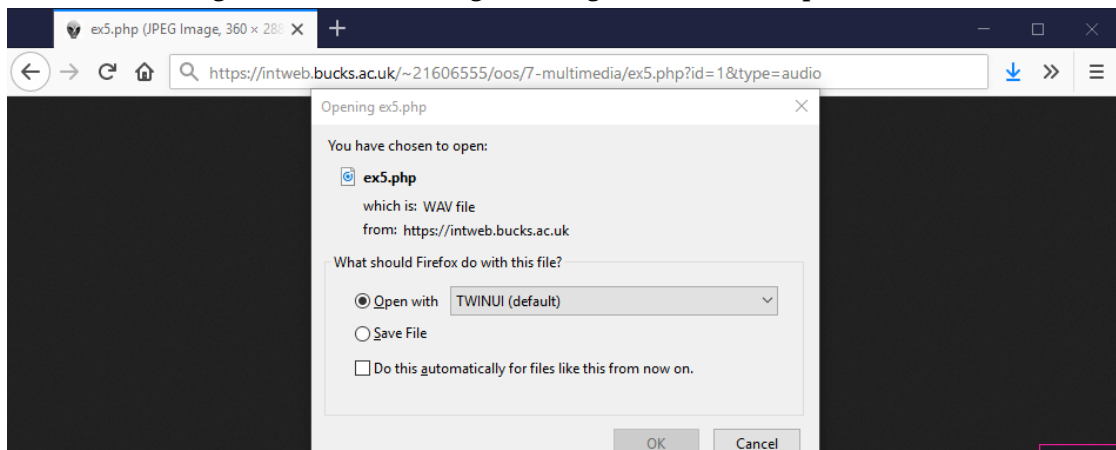 ex5.php (JPEG Image, 360 × 288
https://intweb.bucks.ac.uk/~21606555/oos/7-multimedia/ex5.php?id=1&type=audio
Opening ex5.php
You have chosen to open:
ex5.php
which is: WAV file
from: https://intweb.bucks.ac.uk
What should Firefox do with this file?
Open with TWINUI (default)
Save File
Do this automatically for files like this from now on.
OK Cancel